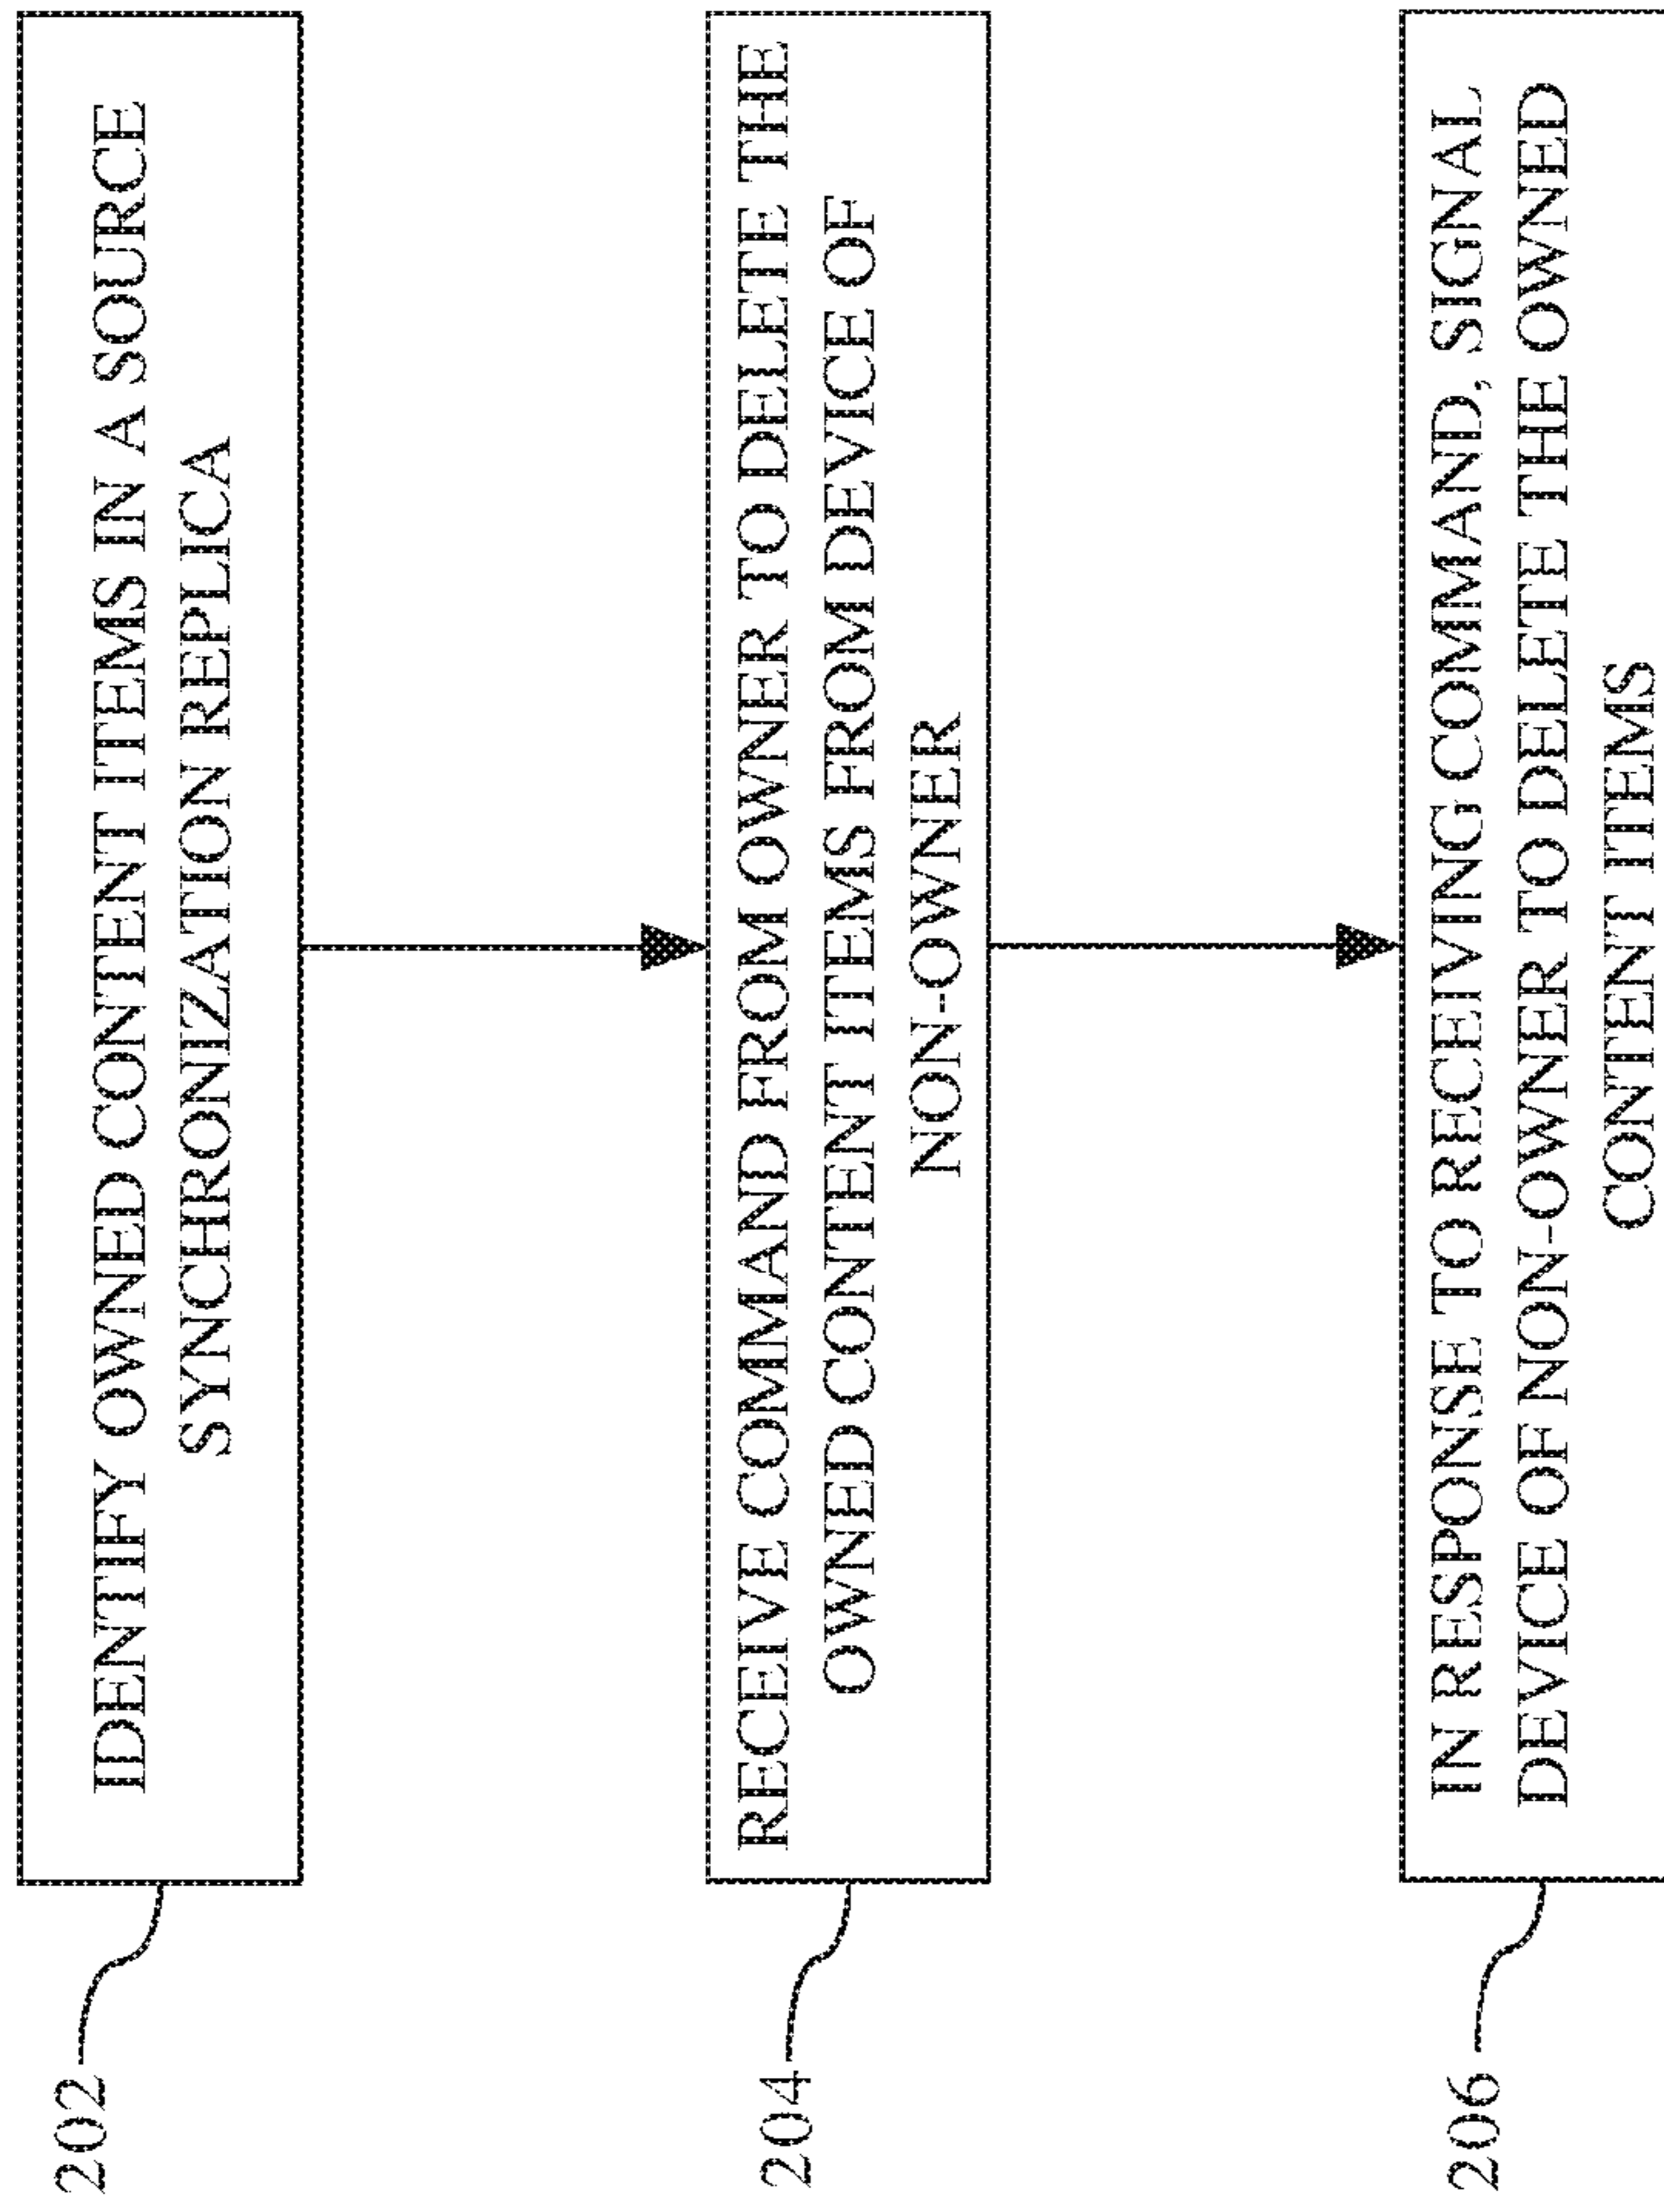 202
IDENTIFY OWNED CONTENT ITEMS IN A SOURCE
SYNCHRONIZATION REPLICA
204
RECEIVE COMMAND FROM OWNER TO DELETE THE
OWNED CONTENT ITEMS FROM DEVICE OF
NON-OWNER
206
IN RESPONSE TO RECEIVING COMMAND, SIGNAL
DEVICE OF NON-OWNER TO DELETE THE OWNED
CONTENT ITEMS